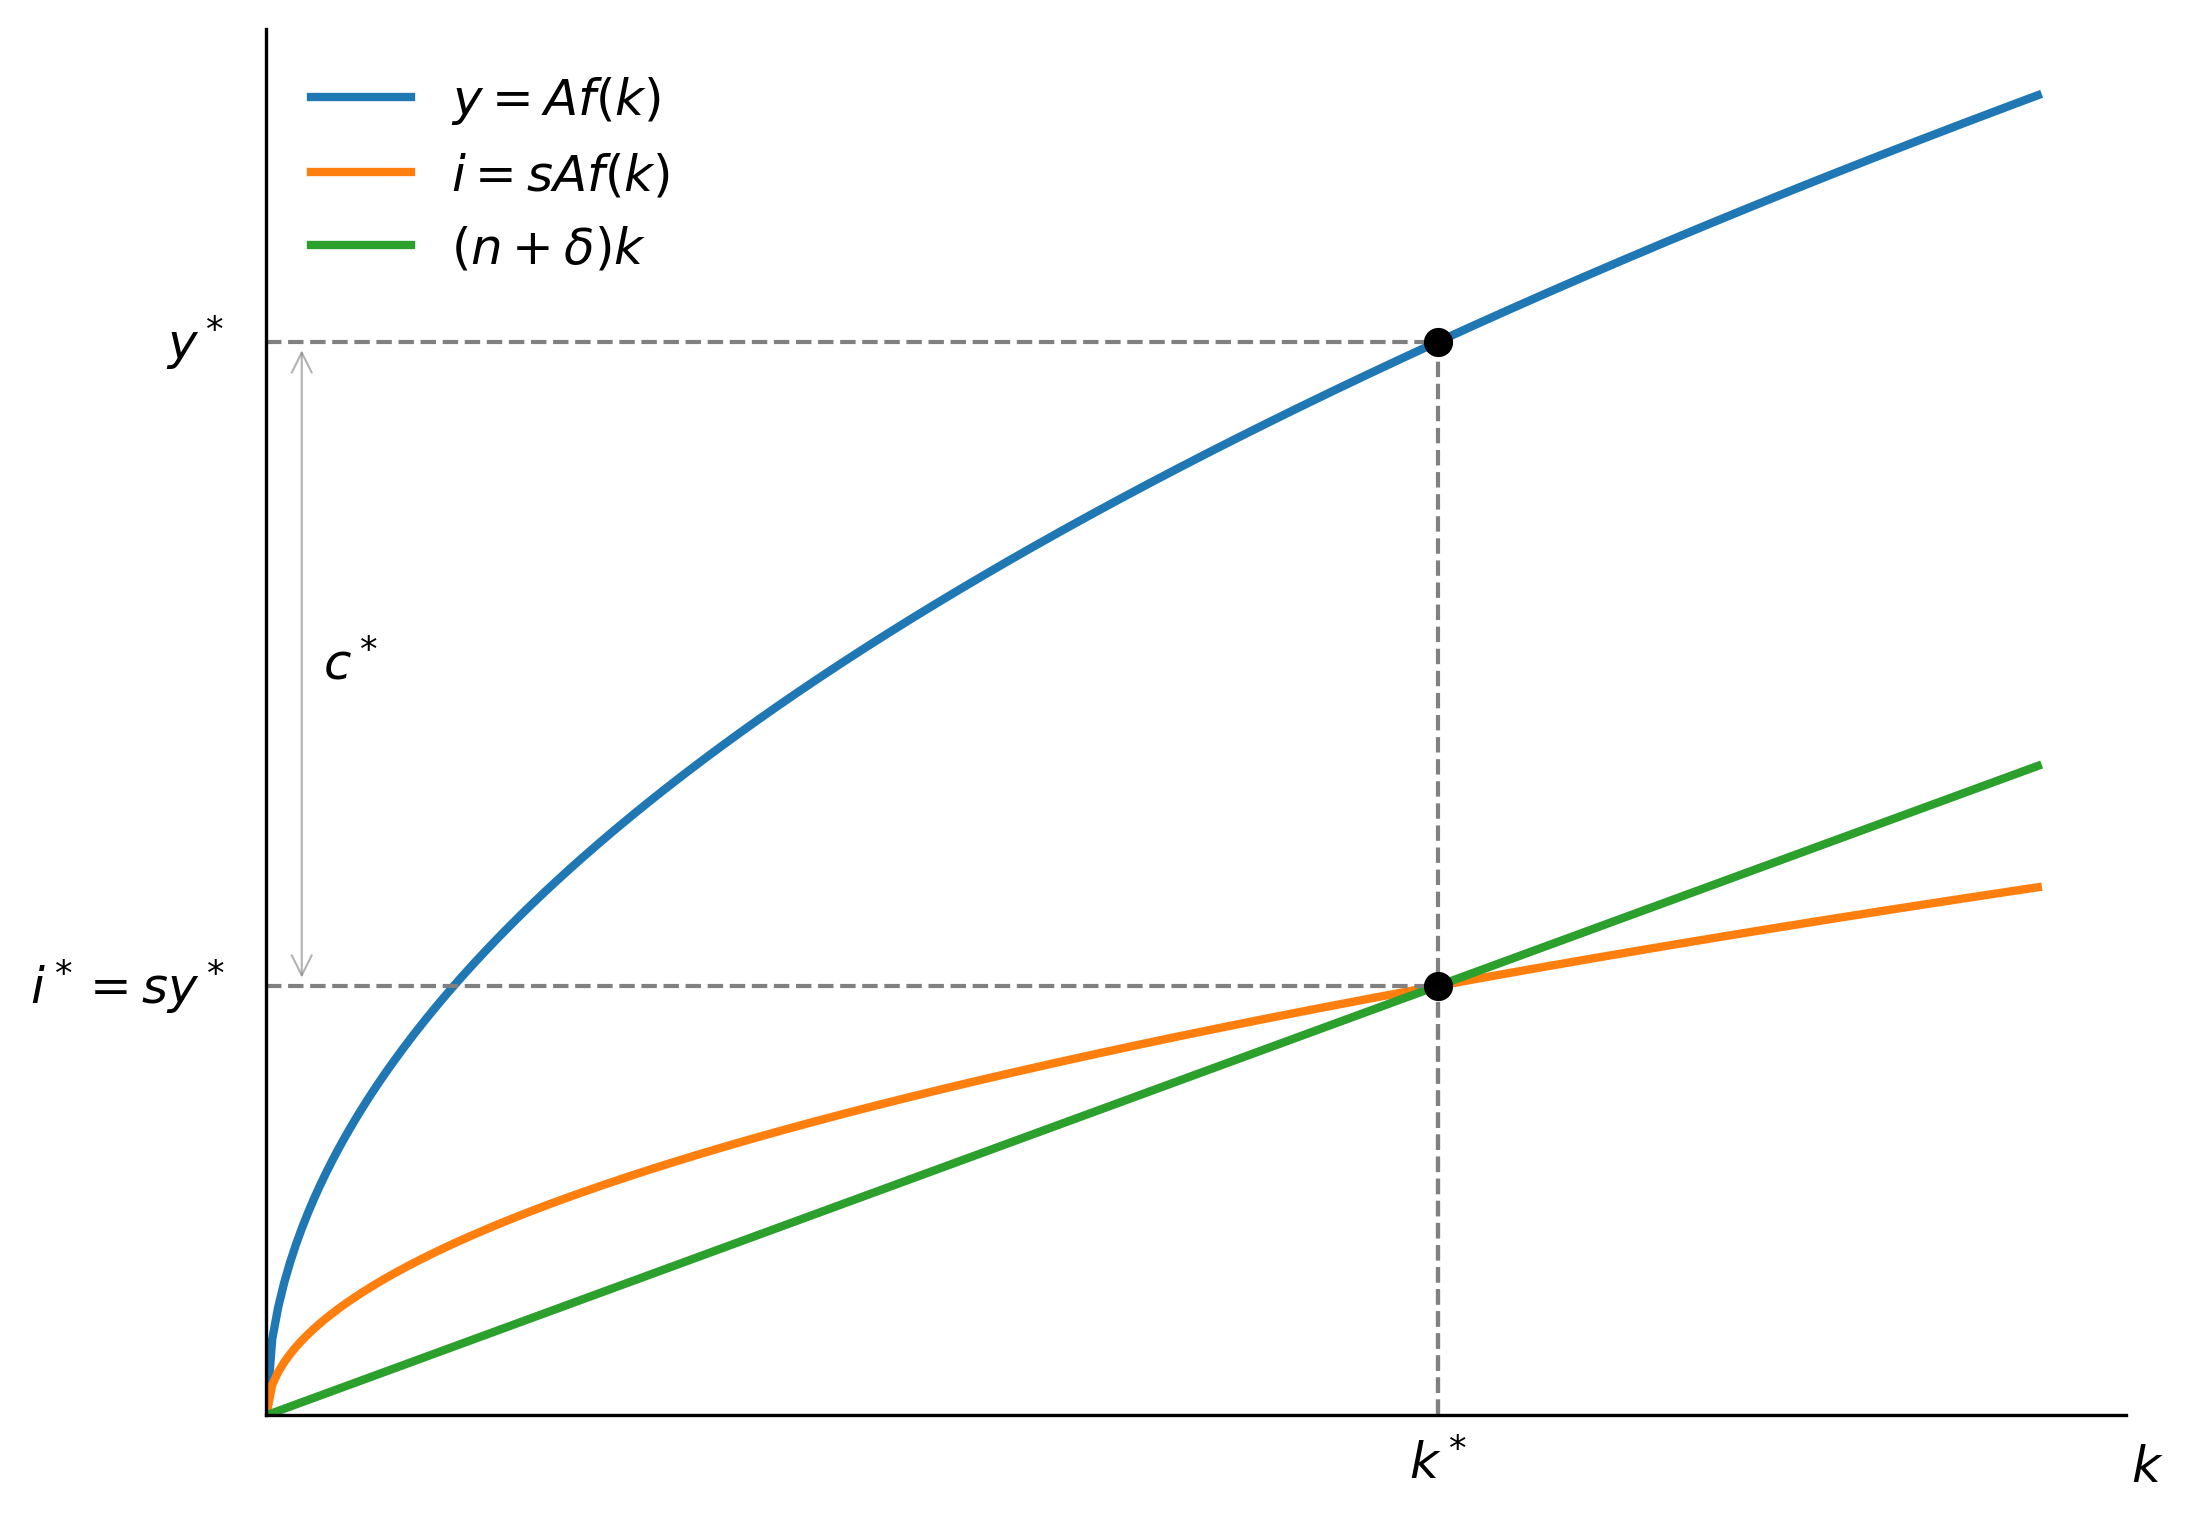 y = Af(k)
i = sAf(k)
(n + δ)k
y*
c*
i* = sy*
k*
k